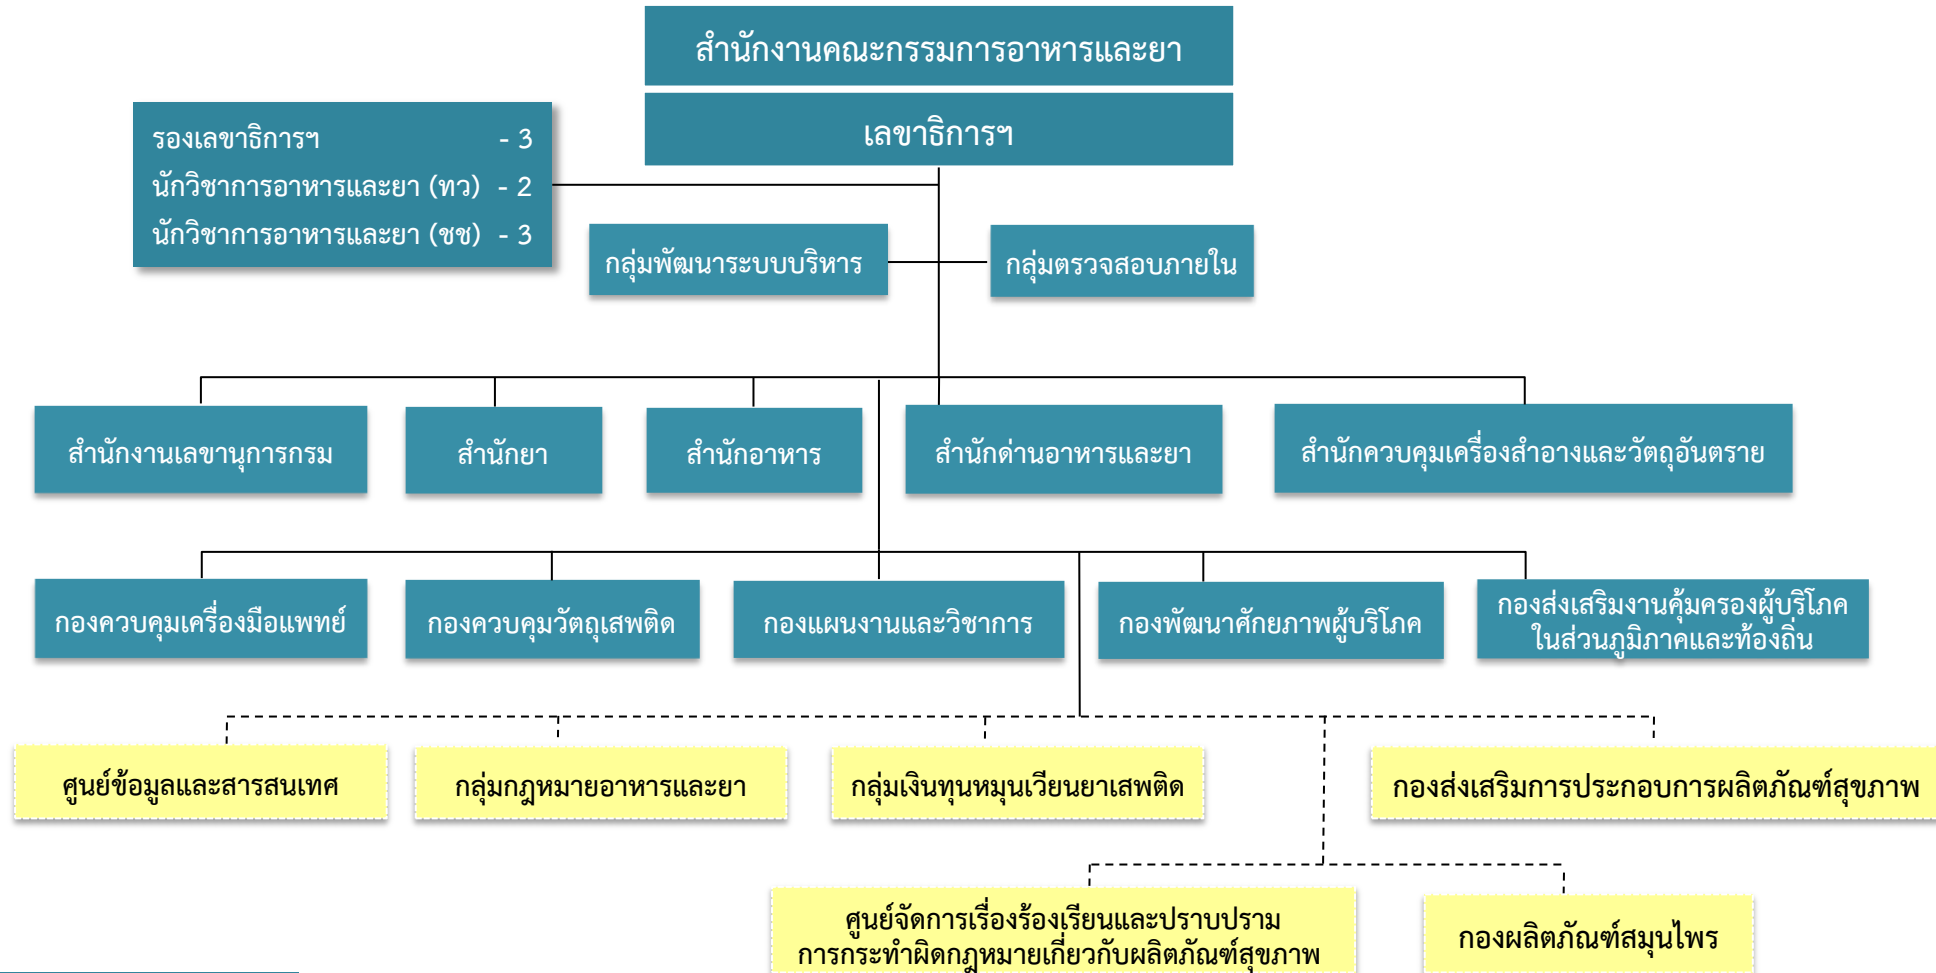 สำนักงานคณะกรรมการอาหารและยา
เลขาธิการฯ
รองเลขาธิการฯ - 3
นักวิชาการอาหารและยา (ทว) - 2
นักวิชาการอาหารและยา (ชช) - 3
กลุ่มพัฒนาระบบบริหาร
กลุ่มตรวจสอบภายใน
สำนักงานเลขานุการกรม
สำนักยา
สำนักอาหาร
สำนักด่านอาหารและยา
สำนักควบคุมเครื่องสำอางและวัตถุอันตราย
กองควบคุมเครื่องมือแพทย์
กองควบคุมวัตถุเสพติด
กองแผนงานและวิชาการ
กองพัฒนาศักยภาพผู้บริโภค
กองส่งเสริมงานคุ้มครองผู้บริโภค
ในส่วนภูมิภาคและท้องถิ่น
ศูนย์ข้อมูลและสารสนเทศ
กลุ่มกฎหมายอาหารและยา
กลุ่มเงินทุนหมุนเวียนยาเสพติด
กองส่งเสริมการประกอบการผลิตภัณฑ์สุขภาพ
ศูนย์จัดการเรื่องร้องเรียนและปราบปราม
การกระทำผิดกฎหมายเกี่ยวกับผลิตภัณฑ์สุขภาพ
กองผลิตภัณฑ์สมุนไพร